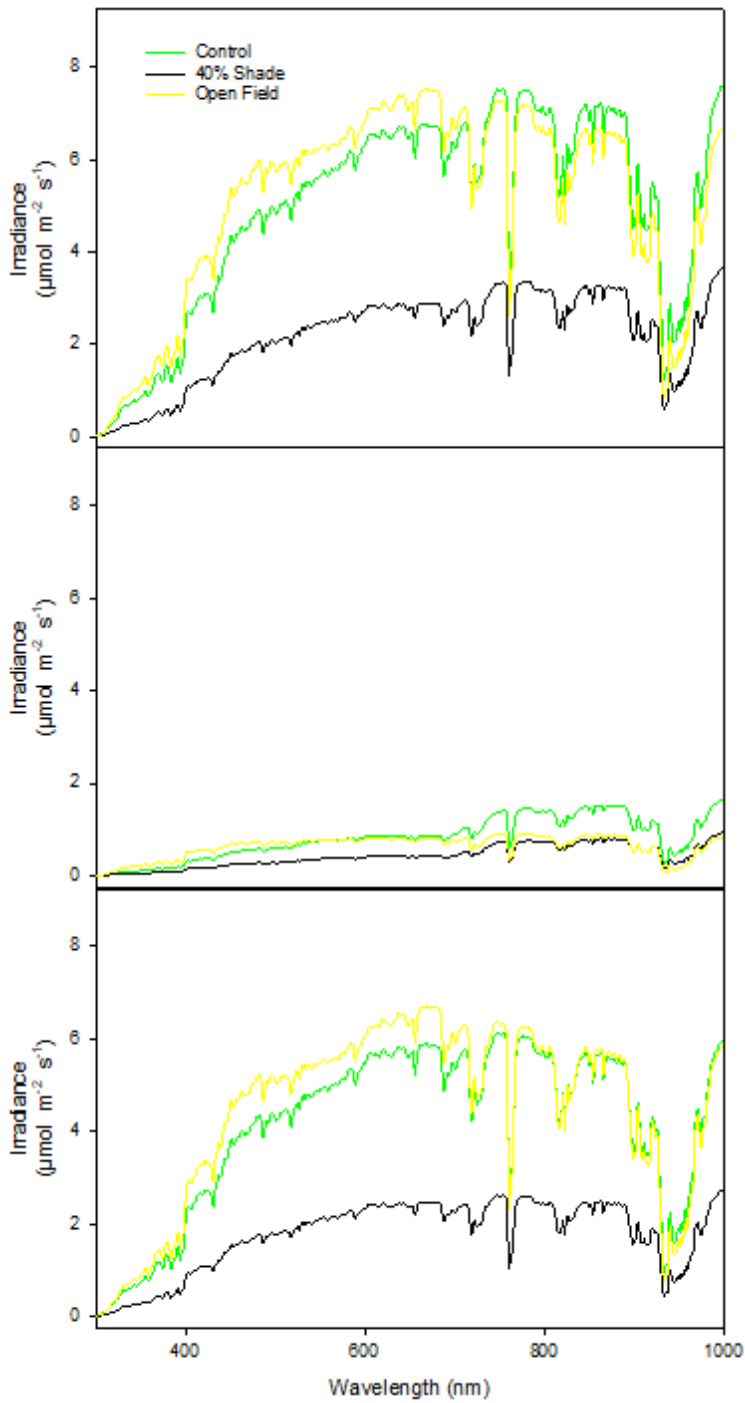 Control
40% Shade
Open Field
8
6
4
2
0
Irradiance
(µmol m⁻² s⁻¹)
8
6
4
2
0
Irradiance
(µmol m⁻² s⁻¹)
8
6
4
2
0
Irradiance
(µmol m⁻² s⁻¹)
400 600 800 1000
Wavelength (nm)